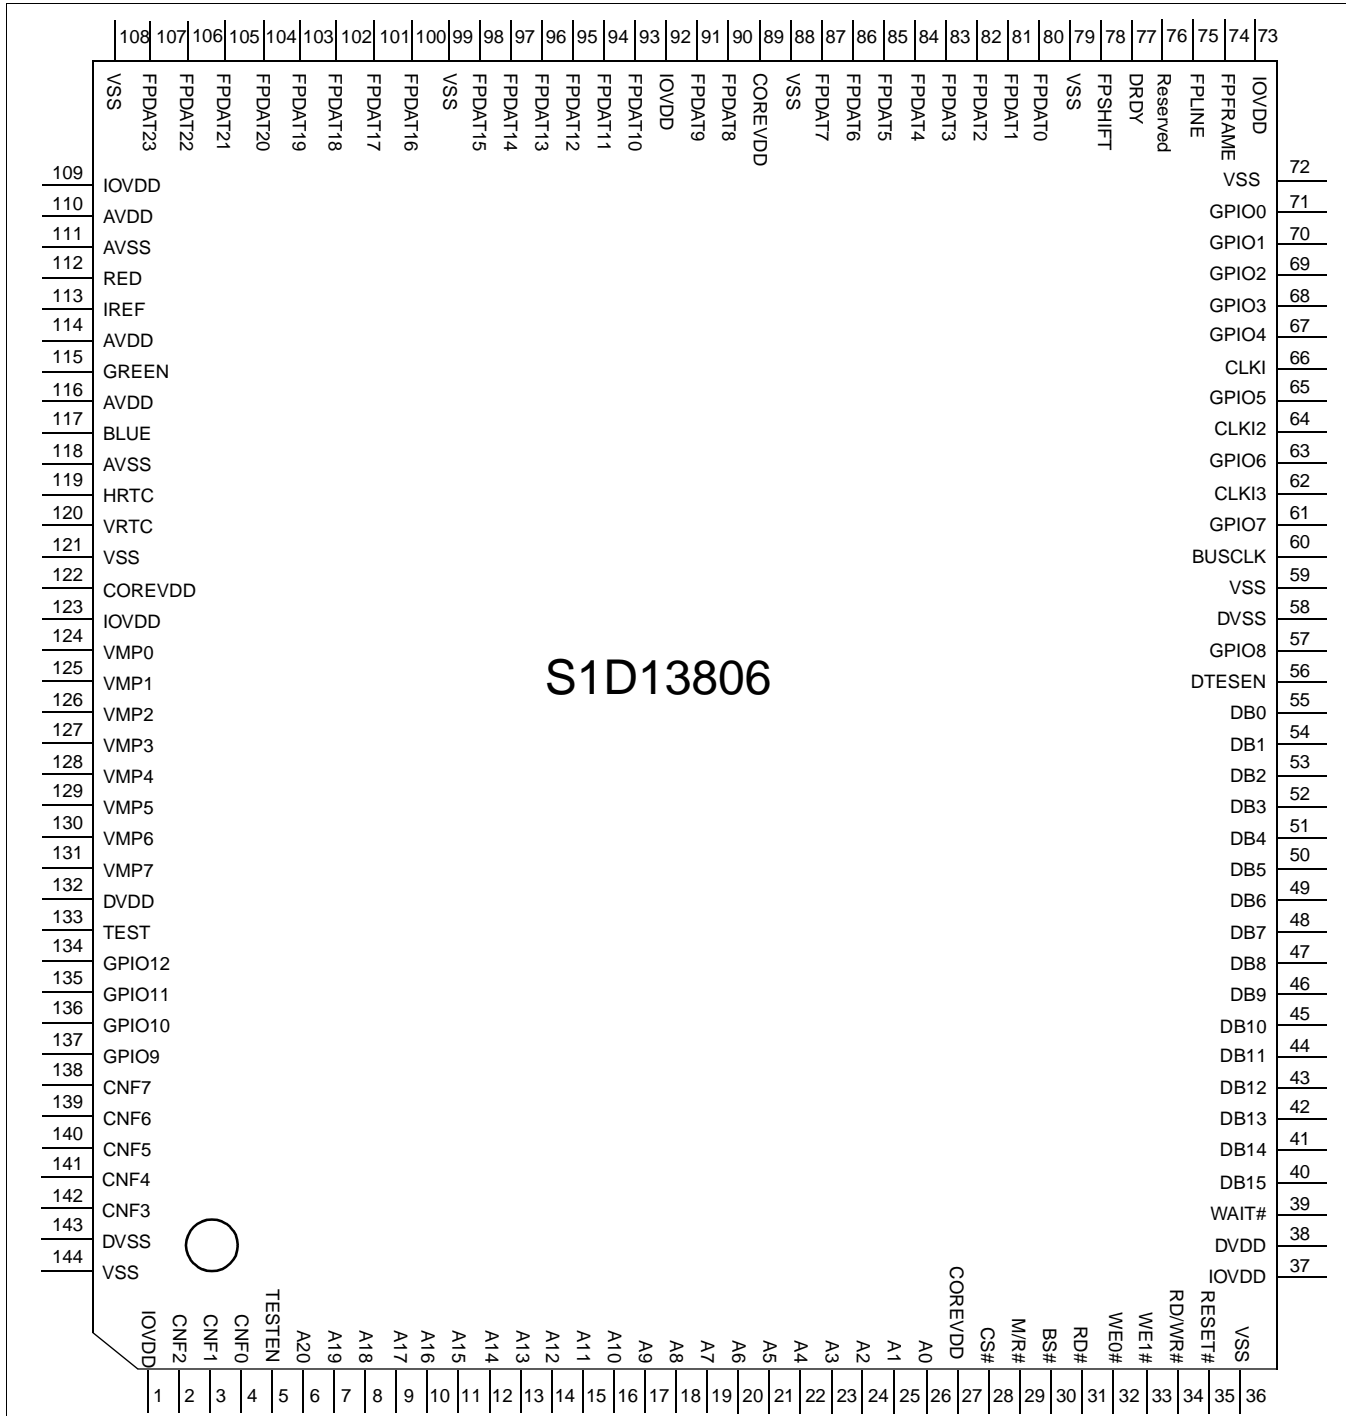 108 107 106 105 104 103 102 101 100 99 98 97 96 95 94 93 92 91 90 89 88 87 86 85 84 83 82 81 80 79 78 77 76 75 74 73
VSS FPDAT23 FPDAT22 FPDAT21 FPDAT20 FPDAT19 FPDAT18 FPDAT17 FPDAT16 VSS FPDAT15 FPDAT14 FPDAT13 FPDAT12 FPDAT11 FPDAT10 IOVDD FPDAT9 FPDAT8 COREVDD VSS FPDAT7 FPDAT6 FPDAT5 FPDAT4 FPDAT3 FPDAT2 FPDAT1 FPDAT0 VSS FPSHIFT DRDY Reserved FPLINE FPFRAME IOVDD
109 IOVDD
110 AVDD
111 AVSS
112 RED
113 IREF
114 AVDD
115 GREEN
116 AVDD
117 BLUE
118 AVSS
119 HRTC
120 VRTC
121 VSS
122 COREVDD
123 IOVDD
124 VMP0
125 VMP1
126 VMP2
127 VMP3
128 VMP4
129 VMP5
130 VMP6
131 VMP7
132 DVDD
133 TEST
134 GPIO12
135 GPIO11
136 GPIO10
137 GPIO9
138 CNF7
139 CNF6
140 CNF5
141 CNF4
142 CNF3
143 DVSS
144 VSS
S1D13806
VSS 72
GPIO0 71
GPIO1 70
GPIO2 69
GPIO3 68
GPIO4 67
CLKI 66
GPIO5 65
CLKI2 64
GPIO6 63
CLKI3 62
GPIO7 61
BUSCLK 60
VSS 59
DVSS 58
GPIO8 57
DTESEN 56
DB0 55
DB1 54
DB2 53
DB3 52
DB4 51
DB5 50
DB6 49
DB7 48
DB8 47
DB9 46
DB10 45
DB11 44
DB12 43
DB13 42
DB14 41
DB15 40
WAIT# 39
DVDD 38
IOVDD 37
IOVDD CNF2 CNF1 CNF0 TESTEN A20 A19 A18 A17 A16 A15 A14 A13 A12 A11 A10 A9 A8 A7 A6 A5 A4 A3 A2 A1 A0 COREVDD CS# M/R# BS# RD# WE0# WE1# RD/WR# RESET# VSS
1 2 3 4 5 6 7 8 9 10 11 12 13 14 15 16 17 18 19 20 21 22 23 24 25 26 27 28 29 30 31 32 33 34 35 36